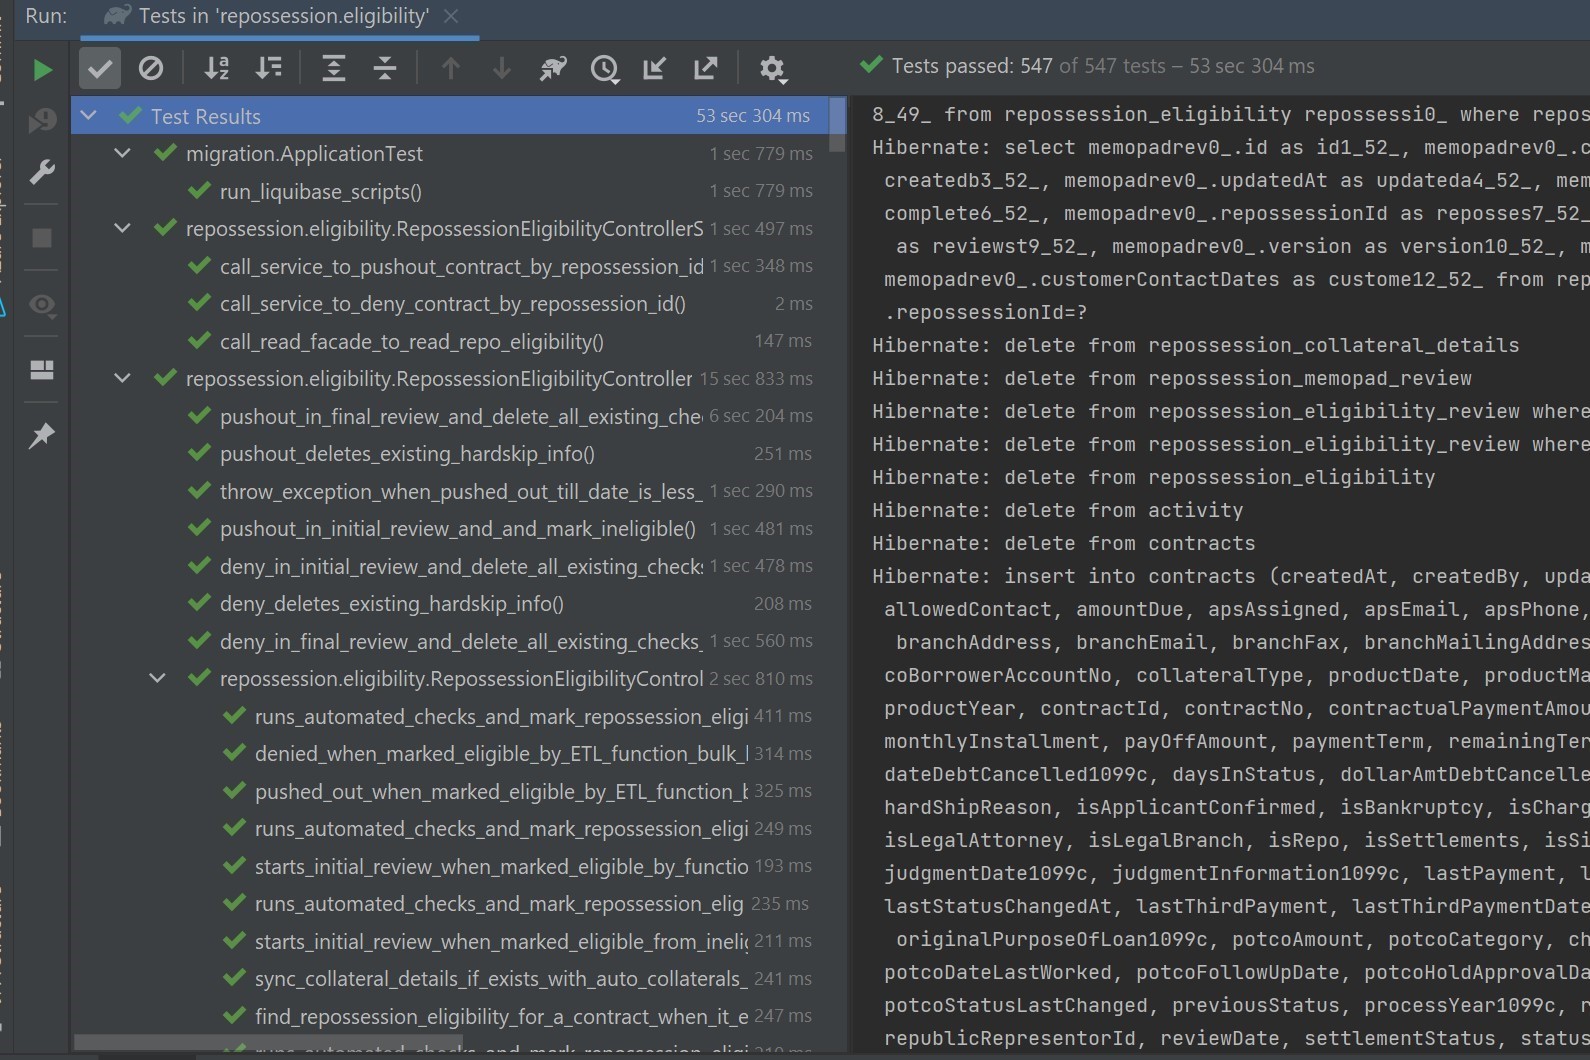 Run: Tests in 'repossession.eligibility'
Tests passed: 547 of 547 tests – 53 sec 304 ms
Test Results 53 sec 304 ms
migration.ApplicationTest 1 sec 779 ms
run_liquibase_scripts() 1 sec 779 ms
repossession.eligibility.RepossessionEligibilityControllerS 1 sec 497 ms
call_service_to_pushout_contract_by_repossession_id 1 sec 348 ms
call_service_to_deny_contract_by_repossession_id() 2 ms
call_read_facade_to_read_repo_eligibility() 147 ms
repossession.eligibility.RepossessionEligibilityController 15 sec 833 ms
pushout_in_final_review_and_delete_all_existing_che 6 sec 204 ms
pushout_deletes_existing_hardskip_info() 251 ms
throw_exception_when_pushed_out_till_date_is_less_ 1 sec 290 ms
pushout_in_initial_review_and_and_mark_ineligible() 1 sec 481 ms
deny_in_initial_review_and_delete_all_existing_checks 1 sec 478 ms
deny_deletes_existing_hardskip_info() 208 ms
deny_in_final_review_and_delete_all_existing_checks_ 1 sec 560 ms
repossession.eligibility.RepossessionEligibilityControl 2 sec 810 ms
runs_automated_checks_and_mark_repossession_eligi 411 ms
denied_when_marked_eligible_by_ETL_function_bulk_ 314 ms
pushed_out_when_marked_eligible_by_ETL_function_b 325 ms
runs_automated_checks_and_mark_repossession_eligi 249 ms
starts_initial_review_when_marked_eligible_by_functio 193 ms
runs_automated_checks_and_mark_repossession_elig 235 ms
starts_initial_review_when_marked_eligible_from_inelig 211 ms
sync_collateral_details_if_exists_with_auto_collaterals_ 241 ms
find_repossession_eligibility_for_a_contract_when_it_e 247 ms
8_49_ from repossession_eligibility repossessi0_ where repos
Hibernate: select memopadrev0_.id as id1_52_, memopadrev0_.c
createdb3_52_, memopadrev0_.updatedAt as updateda4_52_, mem
complete6_52_, memopadrev0_.repossessionId as reposses7_52_
as reviewst9_52_, memopadrev0_.version as version10_52_, m
memopadrev0_.customerContactDates as custome12_52_ from rep
.repossessionId=?
Hibernate: delete from repossession_collateral_details
Hibernate: delete from repossession_memopad_review
Hibernate: delete from repossession_eligibility_review where
Hibernate: delete from repossession_eligibility_review where
Hibernate: delete from repossession_eligibility
Hibernate: delete from activity
Hibernate: delete from contracts
Hibernate: insert into contracts (createdAt, createdBy, upda
allowedContact, amountDue, apsAssigned, apsEmail, apsPhone,
branchAddress, branchEmail, branchFax, branchMailingAddres
coBorrowerAccountNo, collateralType, productDate, productMa
productYear, contractId, contractNo, contractualPaymentAmou
monthlyInstallment, payOffAmount, paymentTerm, remainingTer
dateDebtCancelled1099c, daysInStatus, dollarAmtDebtCancelle
hardShipReason, isApplicantConfirmed, isBankruptcy, isCharg
isLegalAttorney, isLegalBranch, isRepo, isSettlements, isSi
judgmentDate1099c, judgmentInformation1099c, lastPayment, l
lastStatusChangedAt, lastThirdPayment, lastThirdPaymentDate
originalPurposeOfLoan1099c, potcoAmount, potcoCategory, ch
potcoDateLastWorked, potcoFollowUpDate, potcoHoldApprovalDa
potcoStatusLastChanged, previousStatus, processYear1099c, r
republicRepresentorId, reviewDate, settlementStatus, status